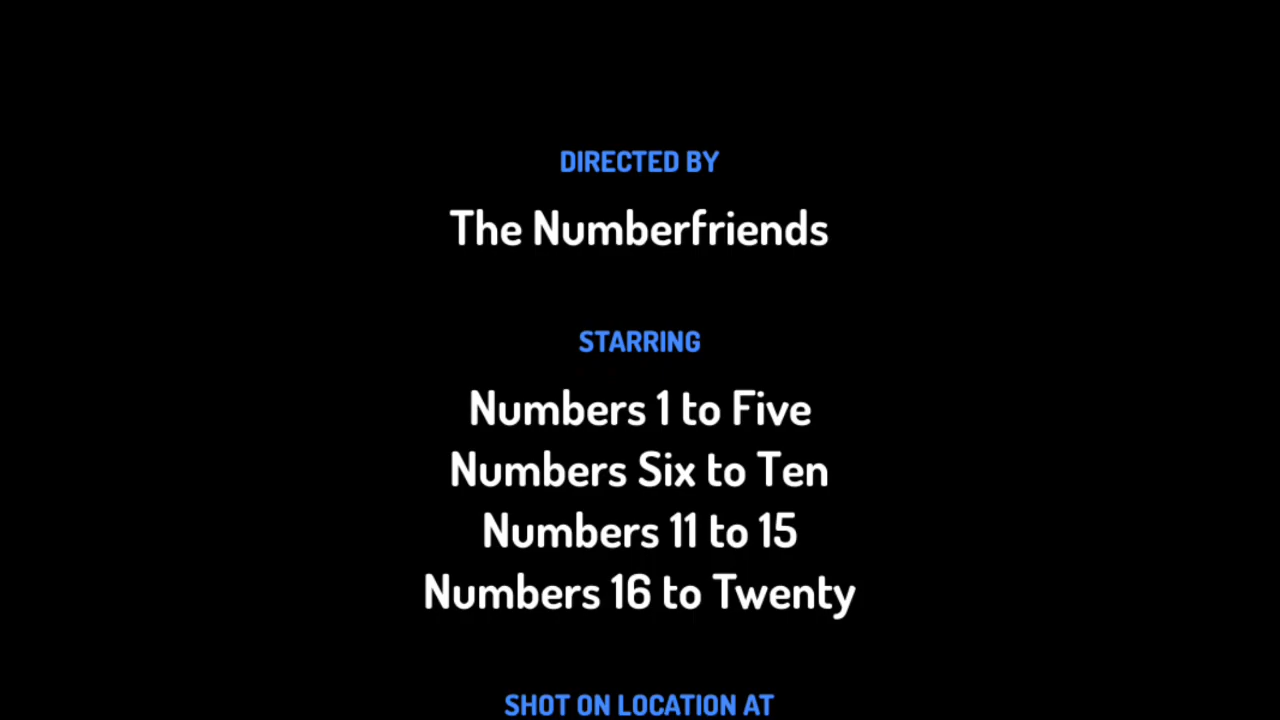 DIRECTED BY
The Numberfriends
STARRING
Numbers 1 to Five
Numbers Six to Ten
Numbers 11 to 15
Numbers 16 to Twenty
SHOT ON LOCATION AT